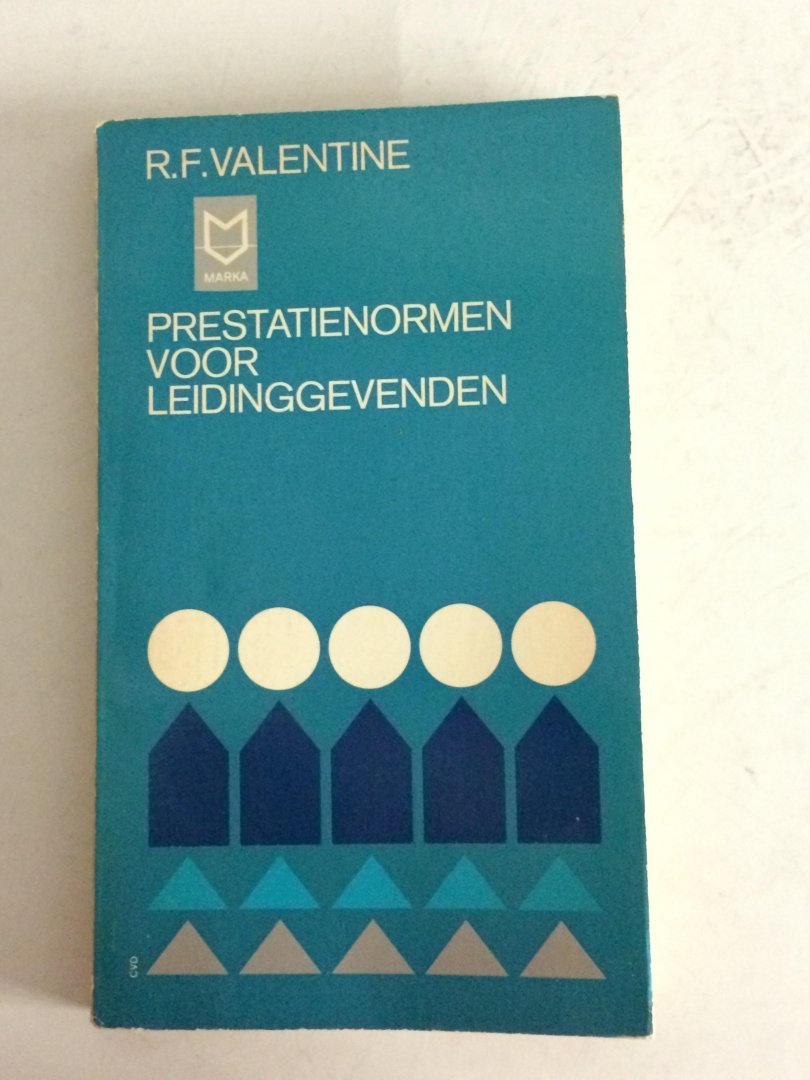 R.F. VALENTINE
MARKA
PRESTATIENORMEN
VOOR
LEIDINGGEVENDEN
CVD